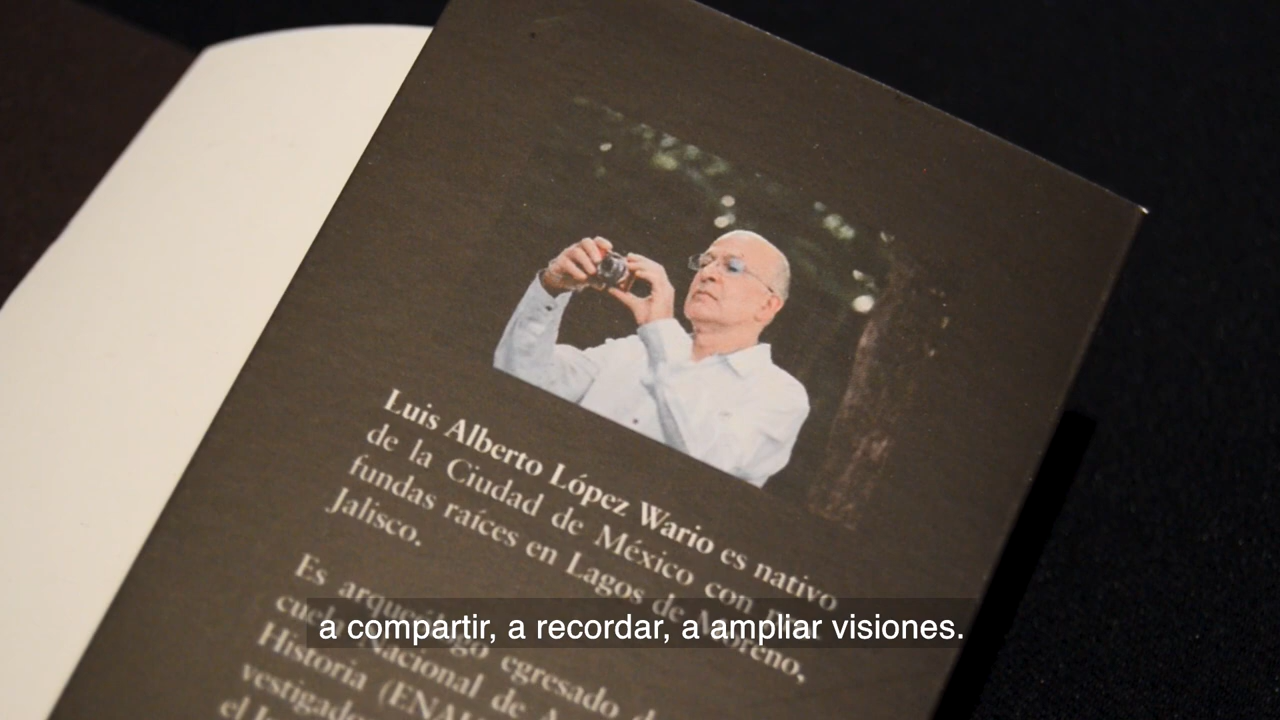 Luis Alberto López Wario es nativo
de la Ciudad de México con
fundas raíces en Lagos de Moreno,
Jalisco.
Es arqueólogo egresado
Nacional de
Historia (ENAH
a compartir, a recordar, a ampliar visiones.